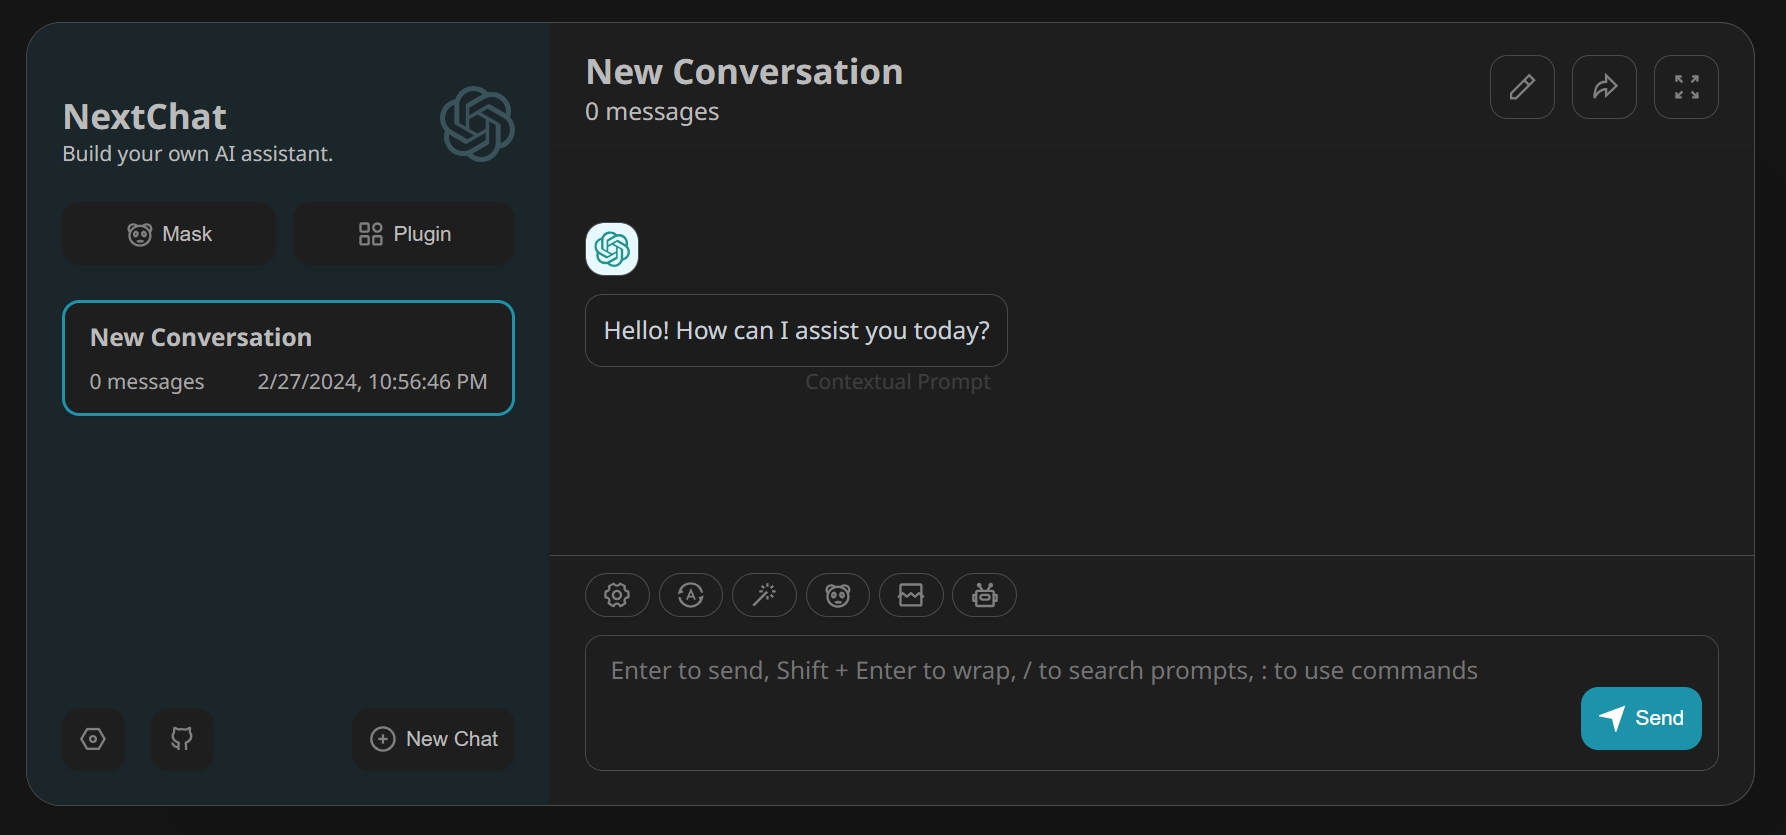 NextChat
Build your own AI assistant.
Mask
Plugin
New Conversation
0 messages 2/27/2024, 10:56:46 PM
New Chat
New Conversation
0 messages
Hello! How can I assist you today?
Contextual Prompt
Enter to send, Shift + Enter to wrap, / to search prompts, : to use commands
Send